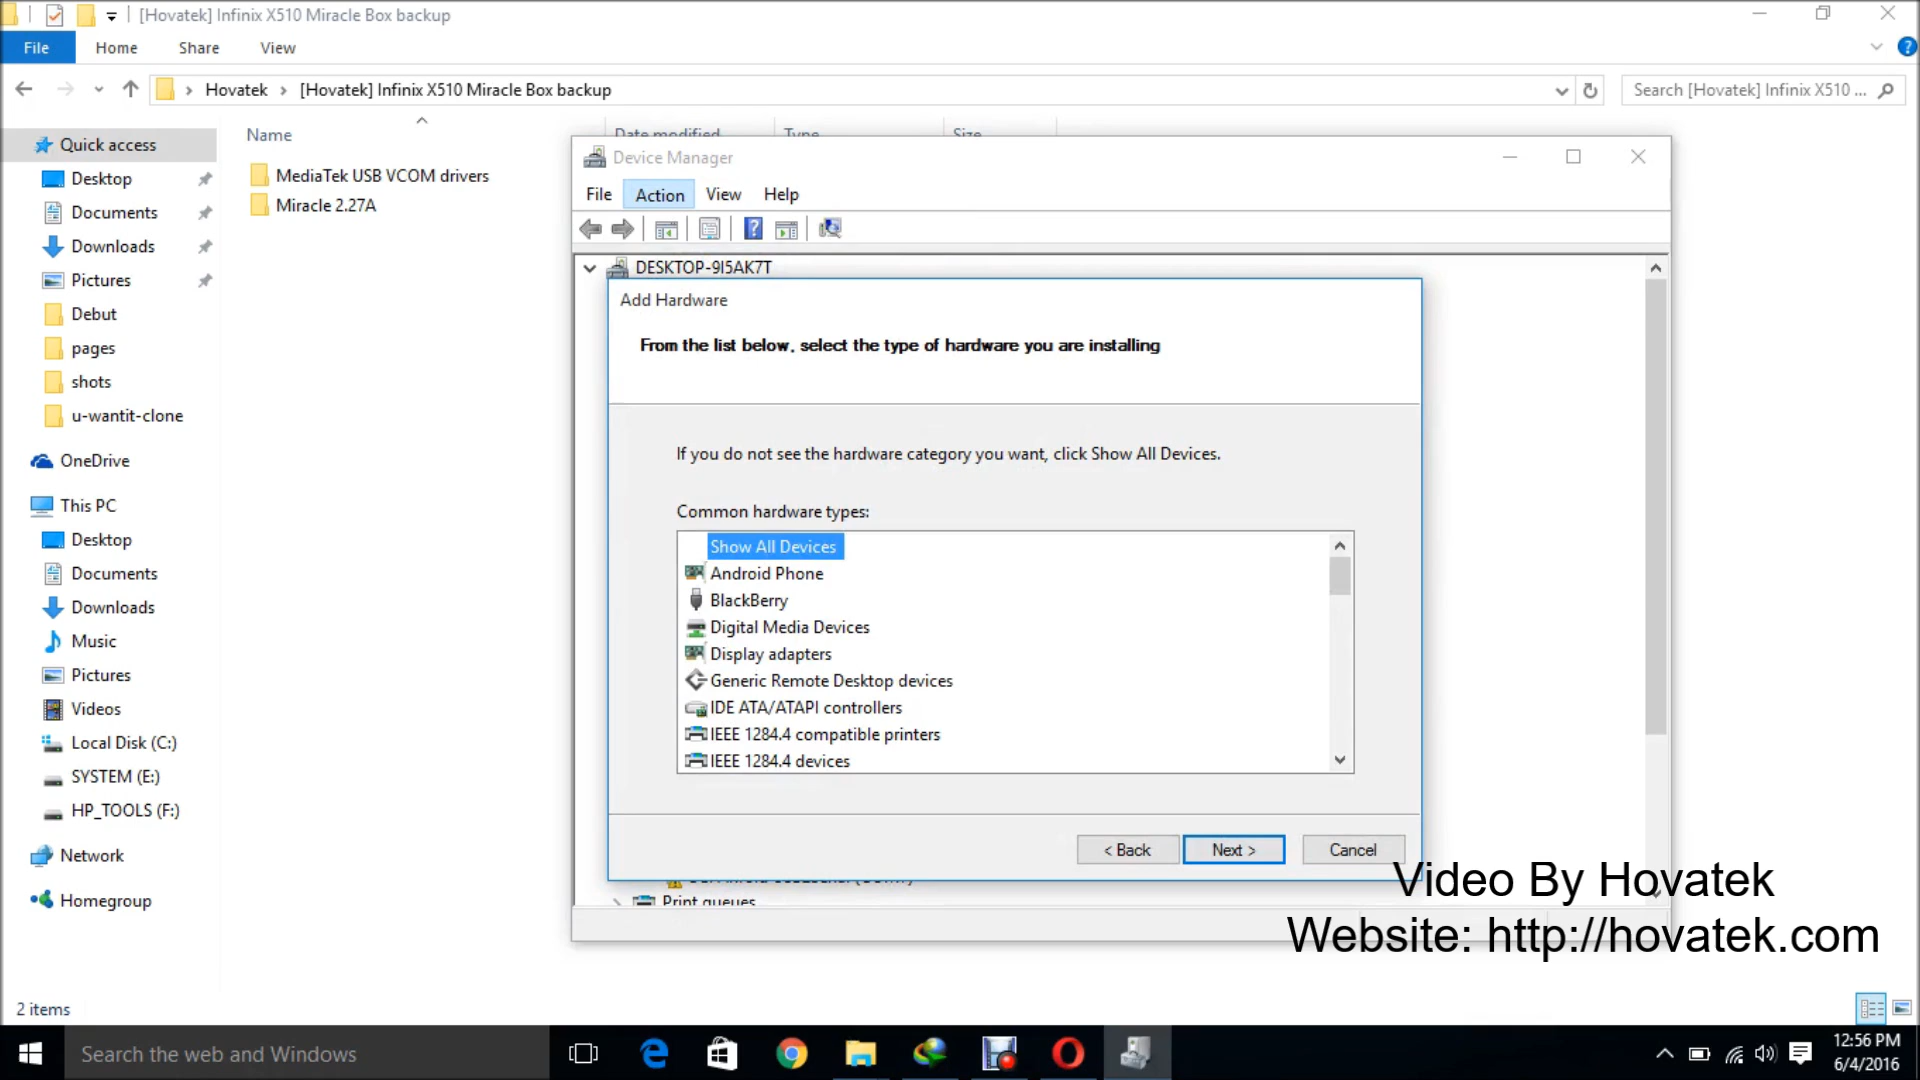 [Hovatek] Infinix X510 Miracle Box backup
File Home Share View
Hovatek [Hovatek] Infinix X510 Miracle Box backup
Search [Hovatek] Infinix X510 ...
Name
Date modified Type Size
Quick access
Desktop
Documents
Downloads
Pictures
Debut
pages
shots
u-wantit-clone
OneDrive
This PC
Desktop
Documents
Downloads
Music
Pictures
Videos
Local Disk (C:)
SYSTEM (E:)
HP_TOOLS (F:)
Network
Homegroup
MediaTek USB VCOM drivers
Miracle 2.27A
Device Manager
File Action View Help
DESKTOP-9I5AK7T
Add Hardware
From the list below, select the type of hardware you are installing
If you do not see the hardware category you want, click Show All Devices.
Common hardware types:
Show All Devices
Android Phone
BlackBerry
Digital Media Devices
Display adapters
Generic Remote Desktop devices
IDE ATA/ATAPI controllers
IEEE 1284.4 compatible printers
IEEE 1284.4 devices
< Back Next > Cancel
Print queues
Video By Hovatek
Website: http://hovatek.com
2 items
Search the web and Windows
12:56 PM
6/4/2016